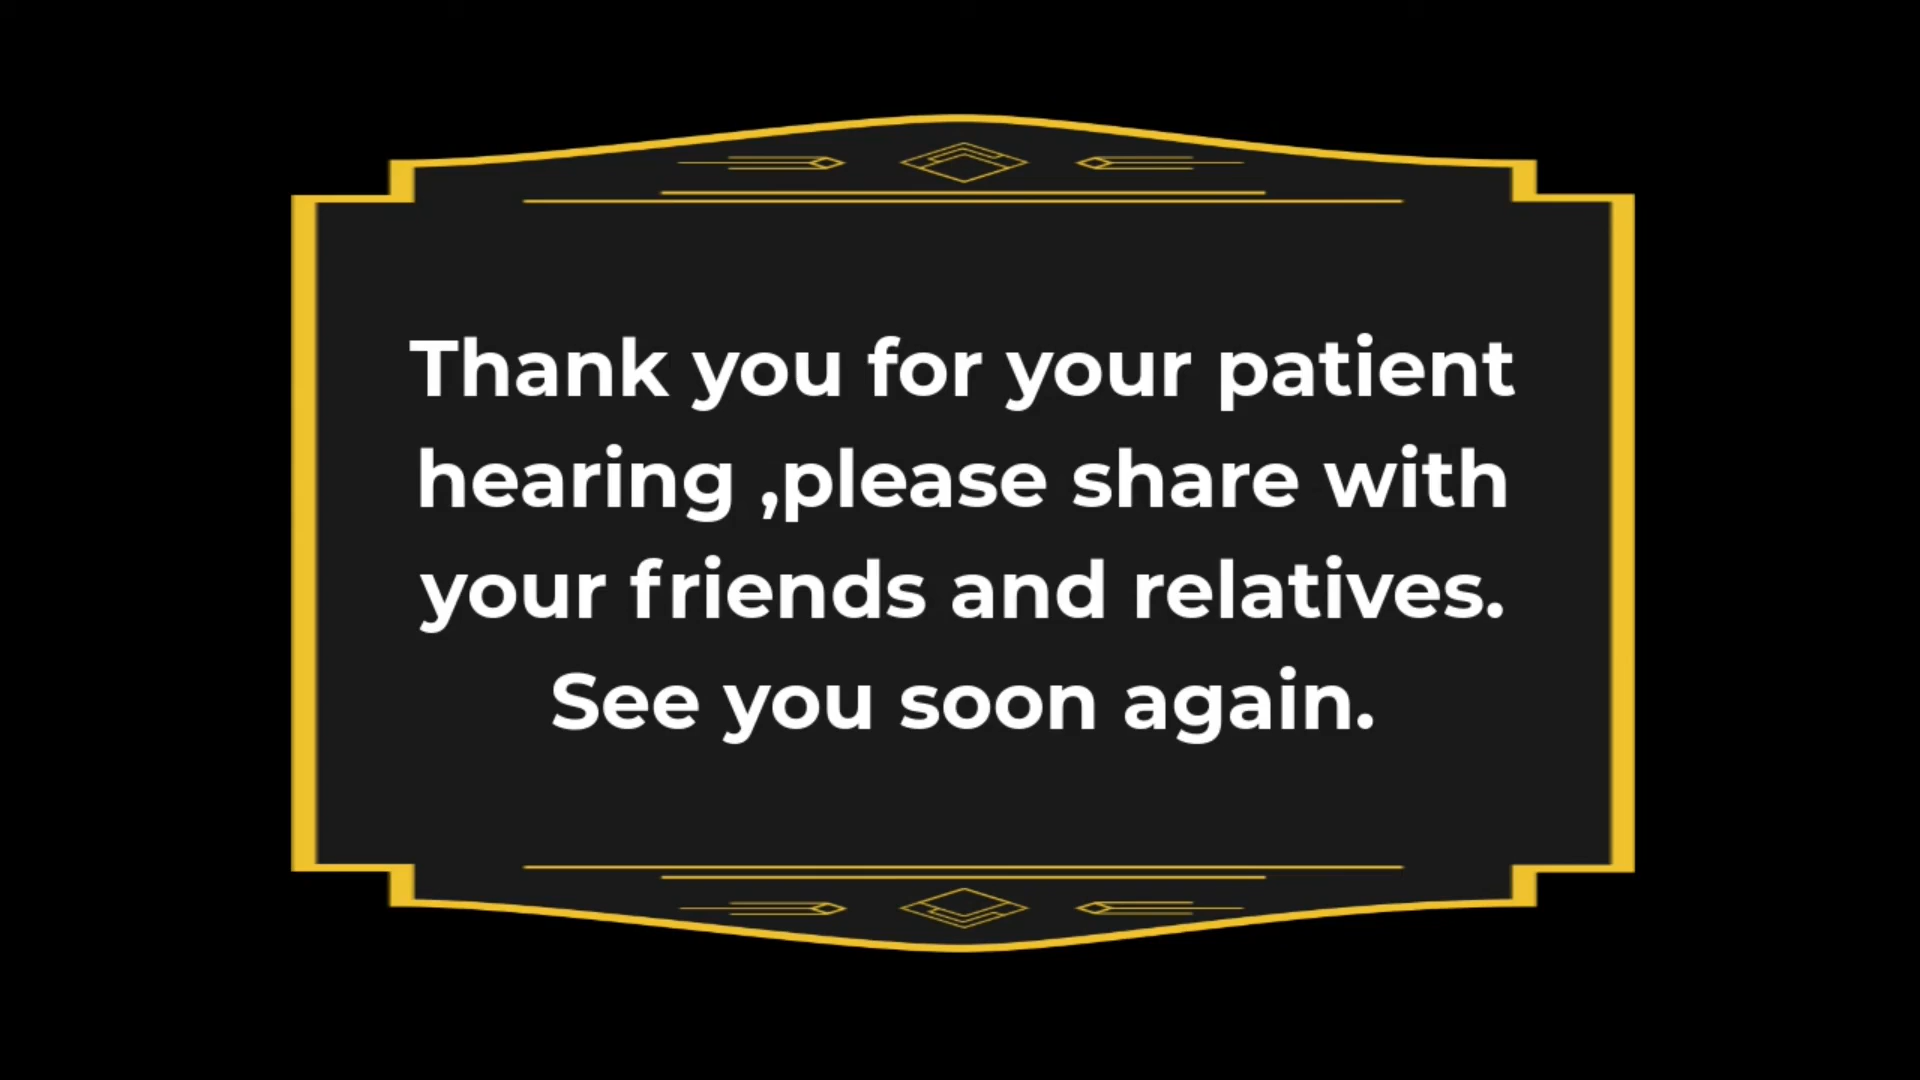 Thank you for your patient
hearing ,please share with
your friends and relatives.
See you soon again.